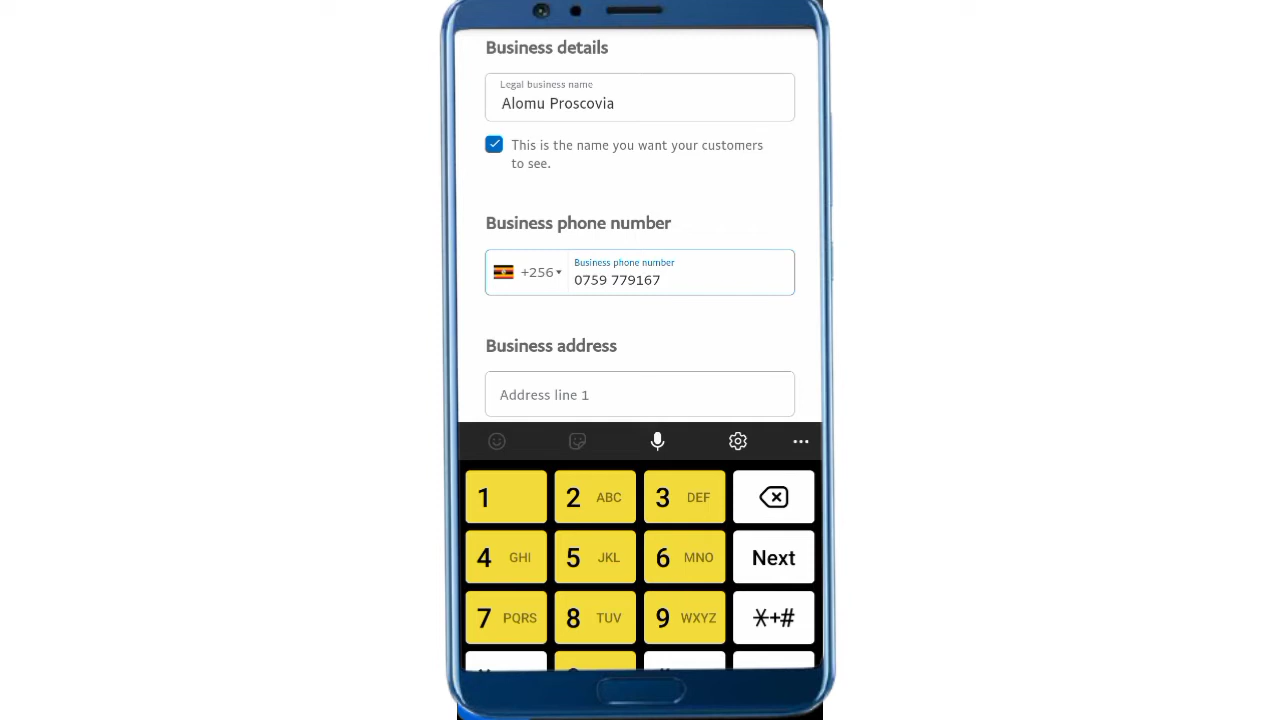 Business details
Legal business name
Alomu Proscovia
This is the name you want your customers
to see.
Business phone number
+256
Business phone number
0759 779167
Business address
Address line 1
1
2 ABC
3 DEF
4 GHI
5 JKL
6 MNO
Next
7 PQRS
8 TUV
9 WXYZ
*+#